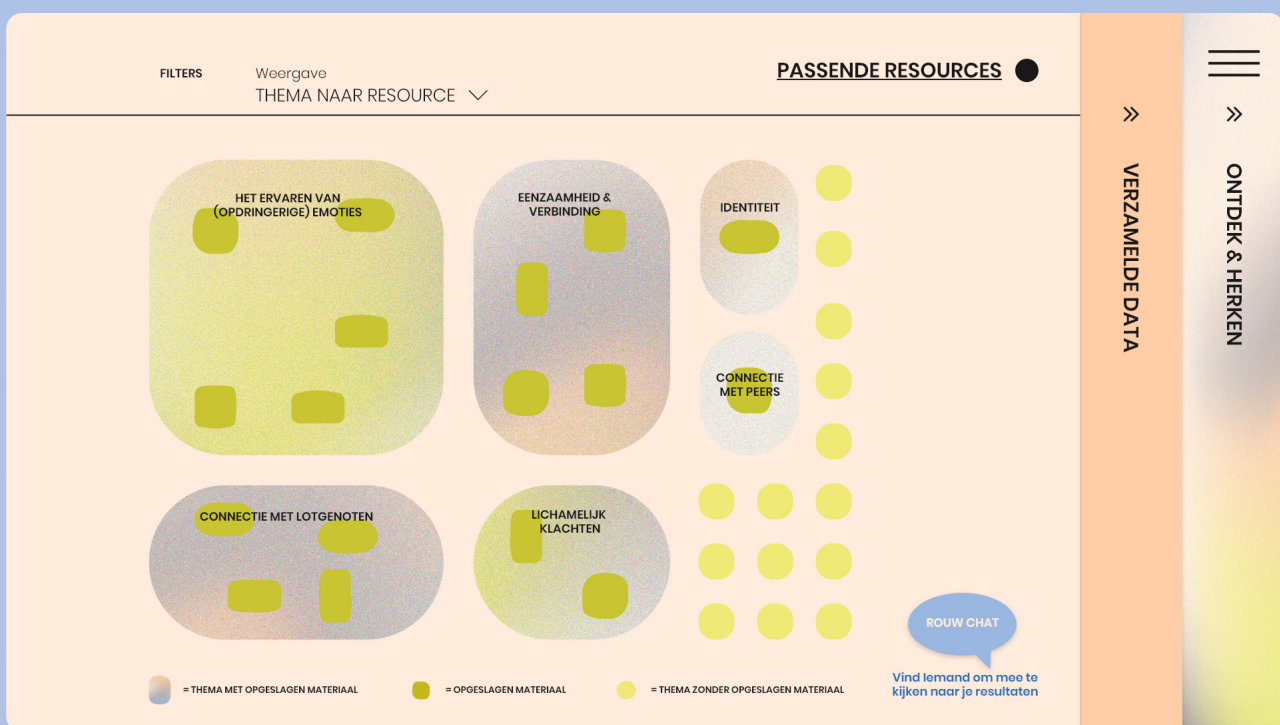 FILTERS
Weergave
THEMA NAAR RESOURCE
PASSENDE RESOURCES
HET ERVAREN VAN
(OPDRINGERIGE) EMOTIES
EENZAAMHEID &
VERBINDING
IDENTITEIT
CONNECTIE
MET PEERS
CONNECTIE MET LOTGENOTEN
LICHAMELIJK
KLACHTEN
ROUW CHAT
Vind Iemand om mee te
kijken naar je resultaten
= THEMA MET OPGESLAGEN MATERIAAL
= OPGESLAGEN MATERIAAL
= THEMA ZONDER OPGESLAGEN MATERIAAL
VERZAMELDE DATA
ONTDEK & HERKEN